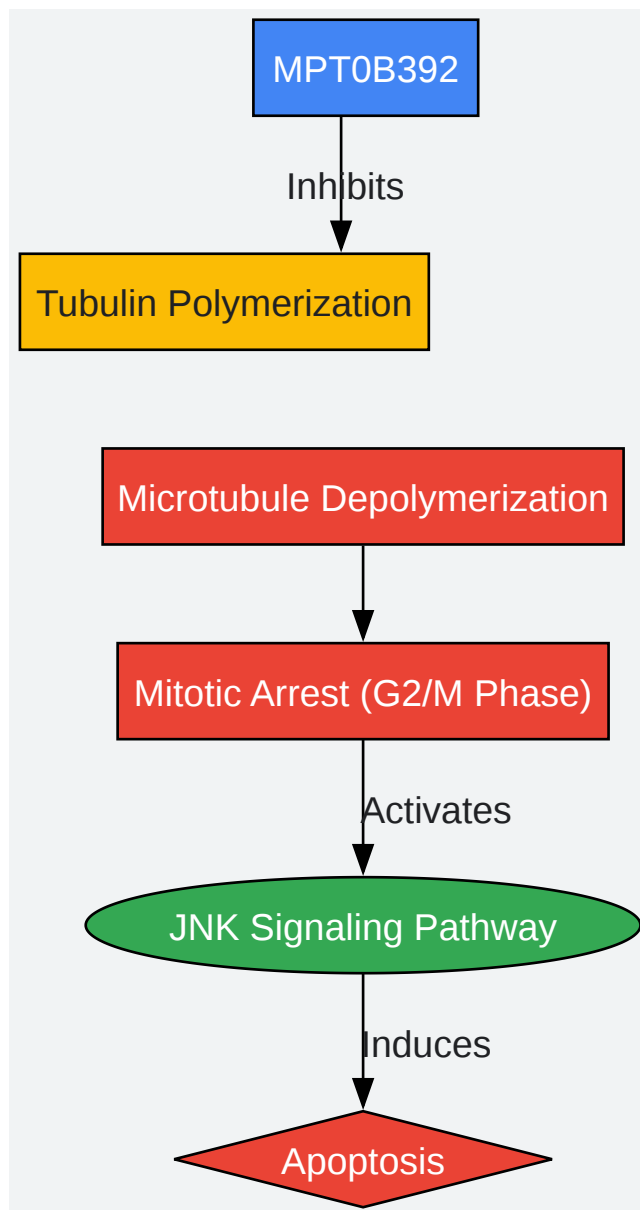 MPT0B392
Inhibits
Tubulin Polymerization
Microtubule Depolymerization
Mitotic Arrest (G2/M Phase)
Activates
JNK Signaling Pathway
Induces
Apoptosis